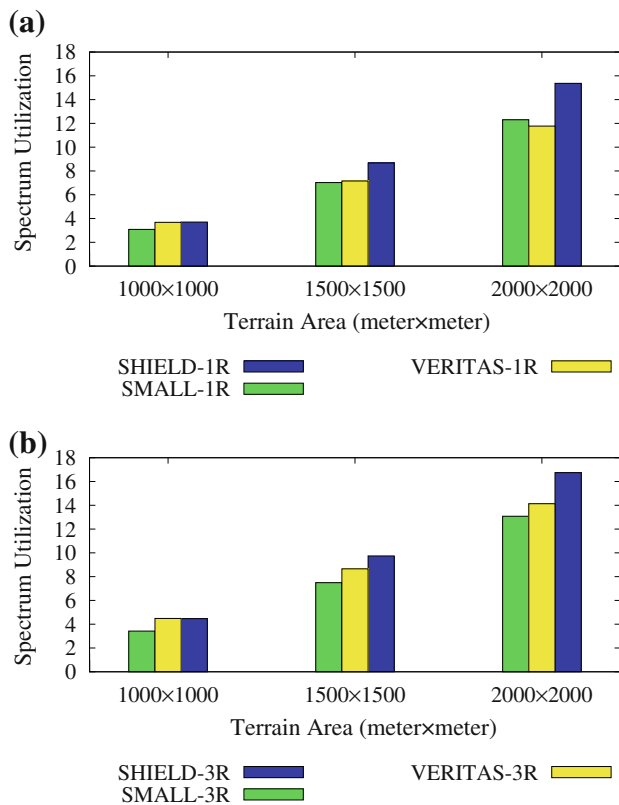 (a)
18
16
14
12
10
8
6
4
2
0
Spectrum Utilization
1000×1000 1500×1500 2000×2000
Terrain Area (meter×meter)
SHIELD-1R VERITAS-1R
SMALL-1R
(b)
18
16
14
12
10
8
6
4
2
0
Spectrum Utilization
1000×1000 1500×1500 2000×2000
Terrain Area (meter×meter)
SHIELD-3R VERITAS-3R
SMALL-3R